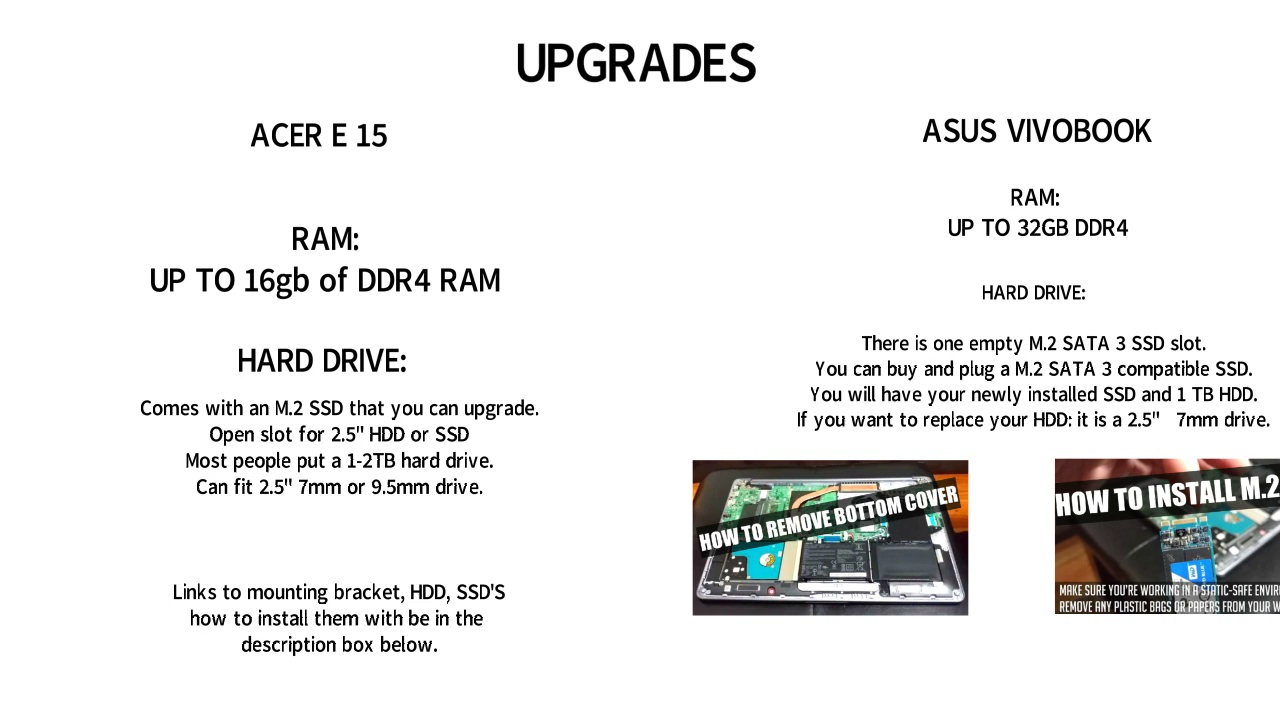 UPGRADES
ACER E 15
RAM:
UP TO 16gb of DDR4 RAM
HARD DRIVE:
Comes with an M.2 SSD that you can upgrade.
Open slot for 2.5" HDD or SSD
Most people put a 1-2TB hard drive.
Can fit 2.5" 7mm or 9.5mm drive.
Links to mounting bracket, HDD, SSD'S
how to install them with be in the
description box below.
ASUS VIVOBOOK
RAM:
UP TO 32GB DDR4
HARD DRIVE:
There is one empty M.2 SATA 3 SSD slot.
You can buy and plug a M.2 SATA 3 compatible SSD.
You will have your newly installed SSD and 1 TB HDD.
If you want to replace your HDD: it is a 2.5" 7mm drive.
HOW TO REMOVE BOTTOM COVER
HOW TO INSTALL M.2
MAKE SURE YOU'RE WORKING IN A STATIC-SAFE ENVIR
REMOVE ANY PLASTIC BAGS OR PAPERS FROM YOUR W